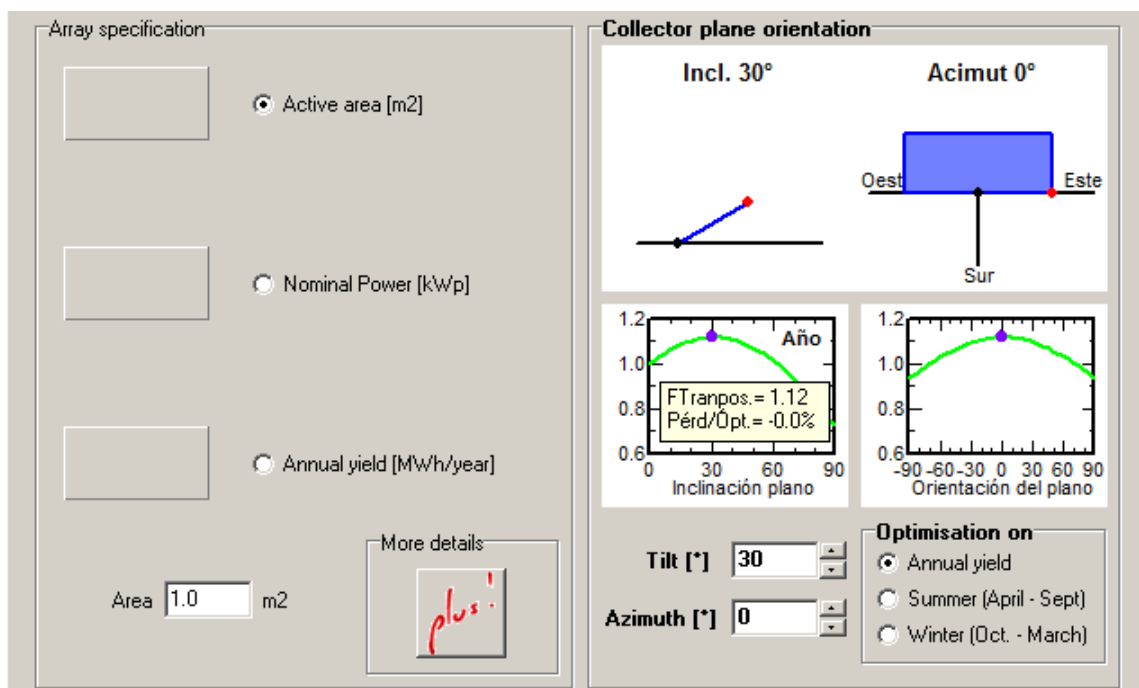 Array specification
Active area [m2]
Nominal Power [kWp]
Annual yield [MWh/year]
More details
plus!
Area 1.0 m2
Collector plane orientation
Incl. 30° Acimut 0°
Oest Este
Sur
1.2
1.0
0.8
0.6
Año
FTranpos.= 1.12
Pérd/Ópt.= -0.0%
0 30 60 90
Inclinación plano
1.2
1.0
0.8
0.6
-90 -60 -30 0 30 60 90
Orientación del plano
Tilt [°] 30
Azimuth [°] 0
Optimisation on
Annual yield
Summer (April - Sept)
Winter (Oct. - March)